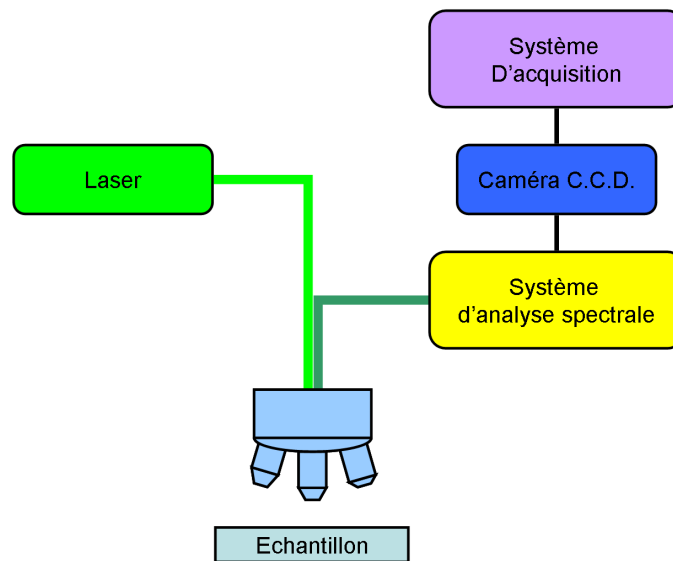 Système
D’acquisition
Laser
Caméra C.C.D.
Système
d’analyse spectrale
Echantillon